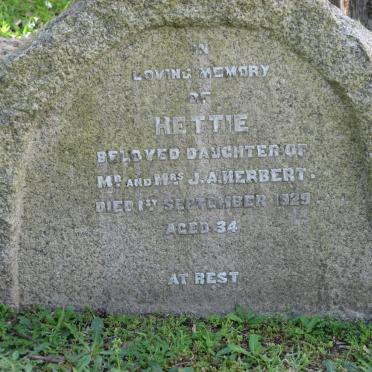 IN
LOVING MEMORY
OF
HETTIE
BELOVED DAUGHTER OF
MR AND MRS J.A.HERBERT.
DIED 1ST SEPTEMBER 1929
AGED 34
AT REST